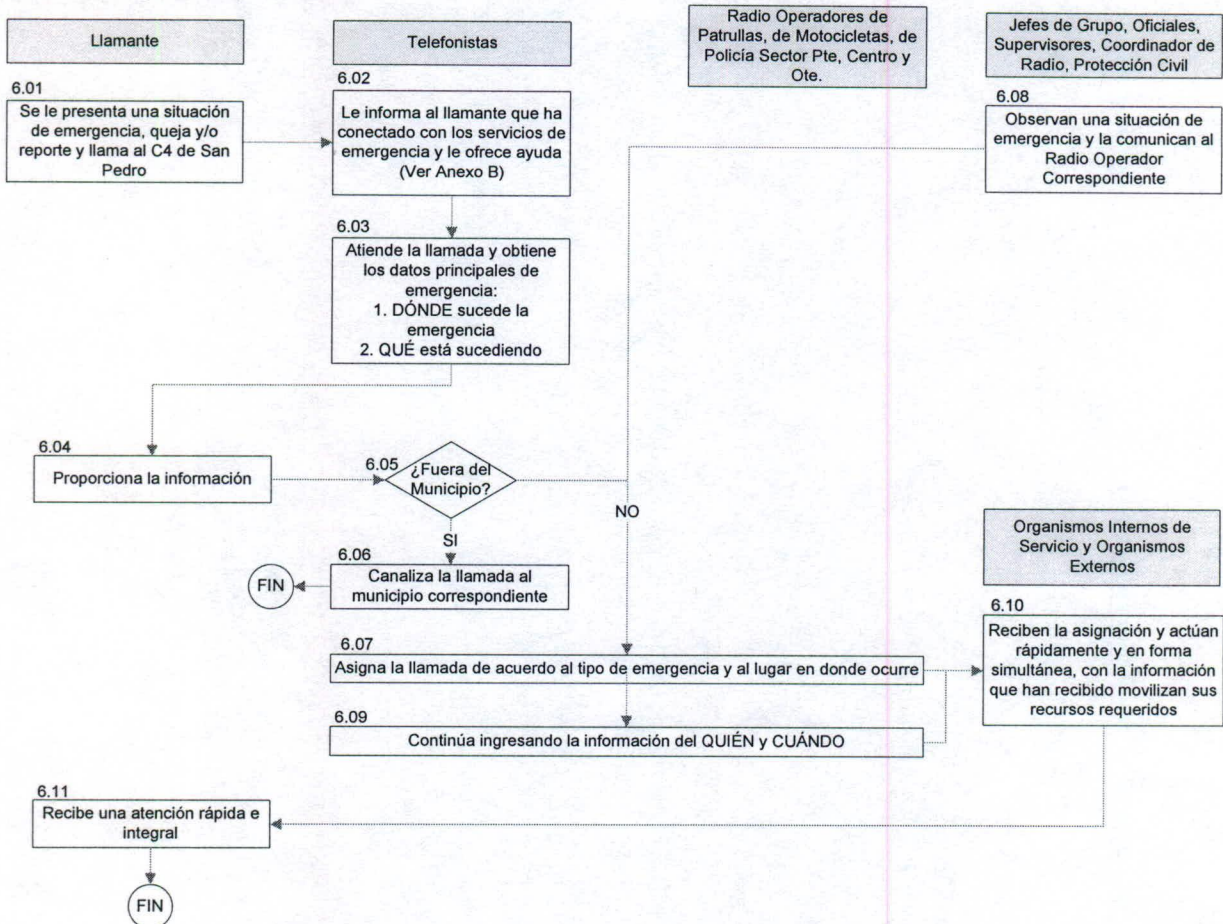 Llamante
Telefonistas
Radio Operadores de
Patrullas, de Motocicletas, de
Policía Sector Pte, Centro y
Ote.
Jefes de Grupo, Oficiales,
Supervisores, Coordinador de
Radio, Protección Civil
6.01
Se le presenta una situación
de emergencia, queja y/o
reporte y llama al C4 de San
Pedro
6.02
Le informa al llamante que ha
conectado con los servicios de
emergencia y le ofrece ayuda
(Ver Anexo B)
6.08
Observan una situación de
emergencia y la comunican al
Radio Operador
Correspondiente
6.03
Atiende la llamada y obtiene
los datos principales de
emergencia:
1. DÓNDE sucede la
emergencia
2. QUÉ está sucediendo
6.04
Proporciona la información
6.05
¿Fuera del
Municipio?
NO
SI
6.06
Canaliza la llamada al
municipio correspondiente
FIN
Organismos Internos de
Servicio y Organismos
Externos
6.07
Asigna la llamada de acuerdo al tipo de emergencia y al lugar en donde ocurre
6.10
Reciben la asignación y actúan
rápidamente y en forma
simultánea, con la información
que han recibido movilizan sus
recursos requeridos
6.09
Continúa ingresando la información del QUIÉN y CUÁNDO
6.11
Recibe una atención rápida e
integral
FIN